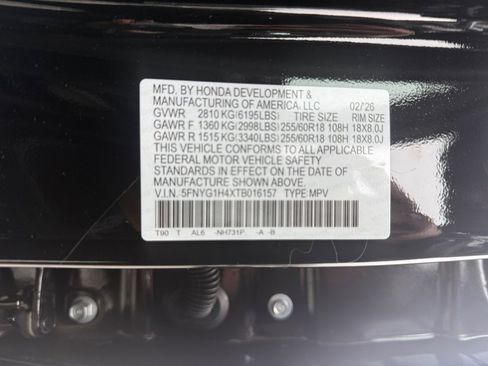 MFD. BY HONDA DEVELOPMENT &
MANUFACTURING OF AMERICA, LLC 02/26
GVWR 2810 KG(6195LBS) TIRE SIZE RIM SIZE
GAWR F 1360 KG(2998LBS) 255/60R18 108H 18X8.0J
GAWR R 1515 KG(3340LBS) 255/60R18 108H 18X8.0J
THIS VEHICLE CONFORMS TO ALL APPLICABLE
FEDERAL MOTOR VEHICLE SAFETY
STANDARDS IN EFFECT ON THE DATE OF
MANUFACTURE SHOWN ABOVE.
V.I.N. 5FNYG1H4XTB016157 TYPE:MPV
T90 T AL6 -NH731P -A -B